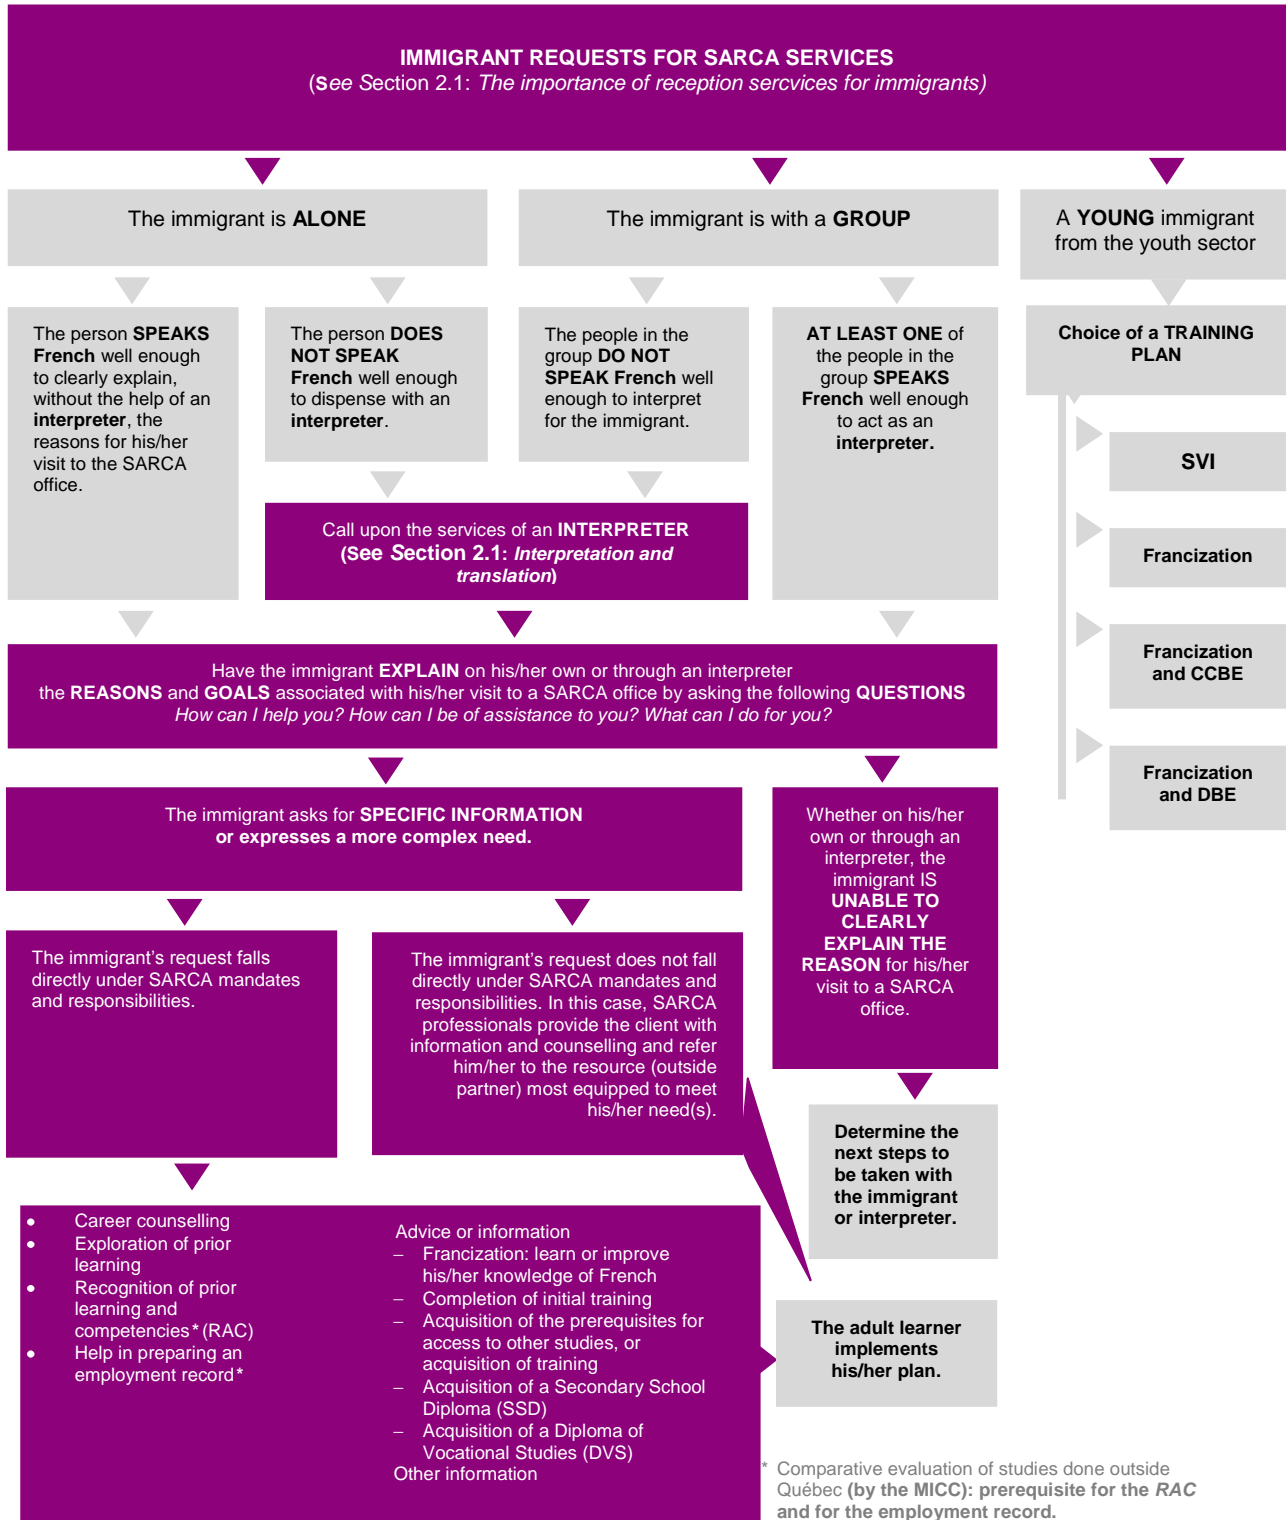 IMMIGRANT REQUESTS FOR SARCA SERVICES
(See Section 2.1: The importance of reception sercvices for immigrants)
The immigrant is ALONE
The immigrant is with a GROUP
A YOUNG immigrant
from the youth sector
The person SPEAKS
French well enough
to clearly explain,
without the help of an
interpreter, the
reasons for his/her
visit to the SARCA
office.
The person DOES
NOT SPEAK
French well enough
to dispense with an
interpreter.
The people in the
group DO NOT
SPEAK French well
enough to interpret
for the immigrant.
AT LEAST ONE of
the people in the
group SPEAKS
French well enough
to act as an
interpreter.
Choice of a TRAINING
PLAN
SVI
Francization
Francization
and CCBE
Francization
and DBE
Call upon the services of an INTERPRETER
(See Section 2.1: Interpretation and
translation)
Have the immigrant EXPLAIN on his/her own or through an interpreter
the REASONS and GOALS associated with his/her visit to a SARCA office by asking the following QUESTIONS
How can I help you? How can I be of assistance to you? What can I do for you?
The immigrant asks for SPECIFIC INFORMATION
or expresses a more complex need.
Whether on his/her
own or through an
interpreter, the
immigrant IS
UNABLE TO
CLEARLY
EXPLAIN THE
REASON for his/her
visit to a SARCA
office.
The immigrant's request falls
directly under SARCA mandates
and responsibilities.
The immigrant's request does not fall
directly under SARCA mandates and
responsibilities. In this case, SARCA
professionals provide the client with
information and counselling and refer
him/her to the resource (outside
partner) most equipped to meet
his/her need(s).
Determine the
next steps to
be taken with
the immigrant
or interpreter.
• Career counselling
• Exploration of prior
learning
• Recognition of prior
learning and
competencies* (RAC)
• Help in preparing an
employment record*
Advice or information
– Francization: learn or improve
his/her knowledge of French
– Completion of initial training
– Acquisition of the prerequisites for
access to other studies, or
acquisition of training
– Acquisition of a Secondary School
Diploma (SSD)
– Acquisition of a Diploma of
Vocational Studies (DVS)
Other information
The adult learner
implements
his/her plan.
* Comparative evaluation of studies done outside
Québec (by the MICC): prerequisite for the RAC
and for the employment record.